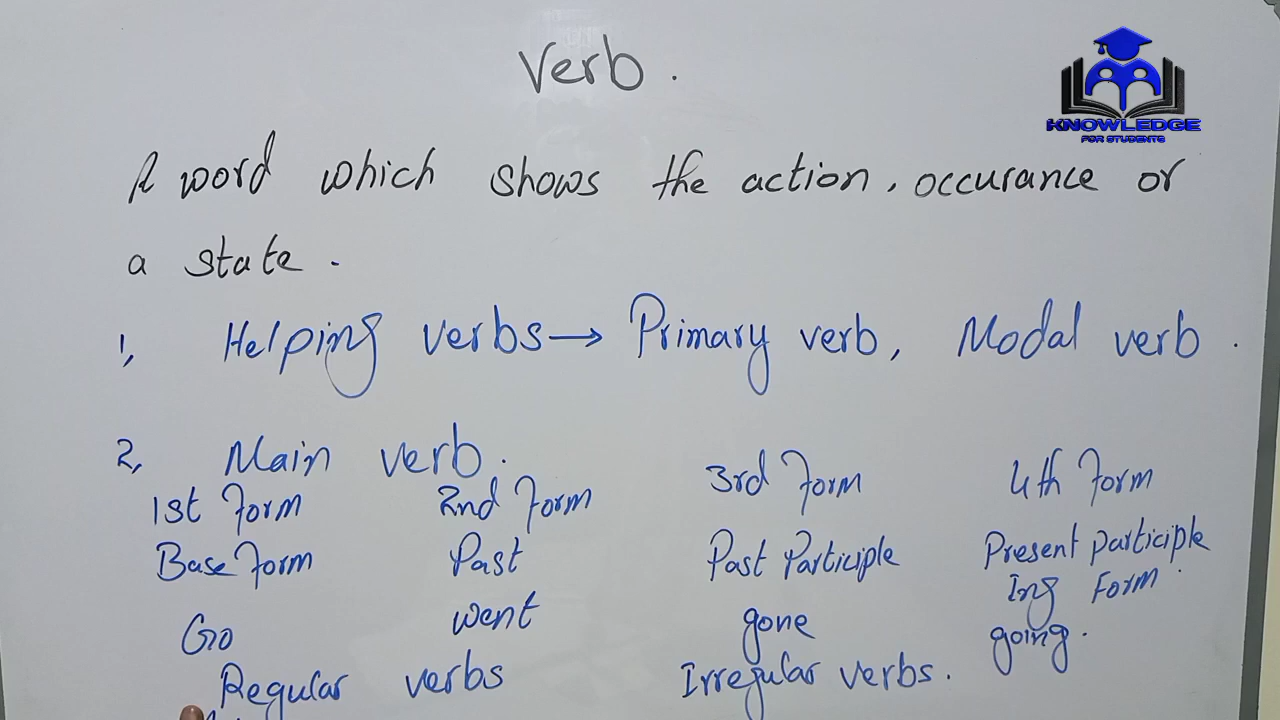 Verb.
KNOWLEDGE
FOR STUDENTS
A word which shows the action, occurance or
a state.
1, Helping verbs → Primary verb, Modal verb.
2, Main verb.
1st Form 2nd Form 3rd Form 4th Form
Base Form Past Past Participle Present participle.
Ing Form
Go went gone going.
Regular verbs Irregular verbs.